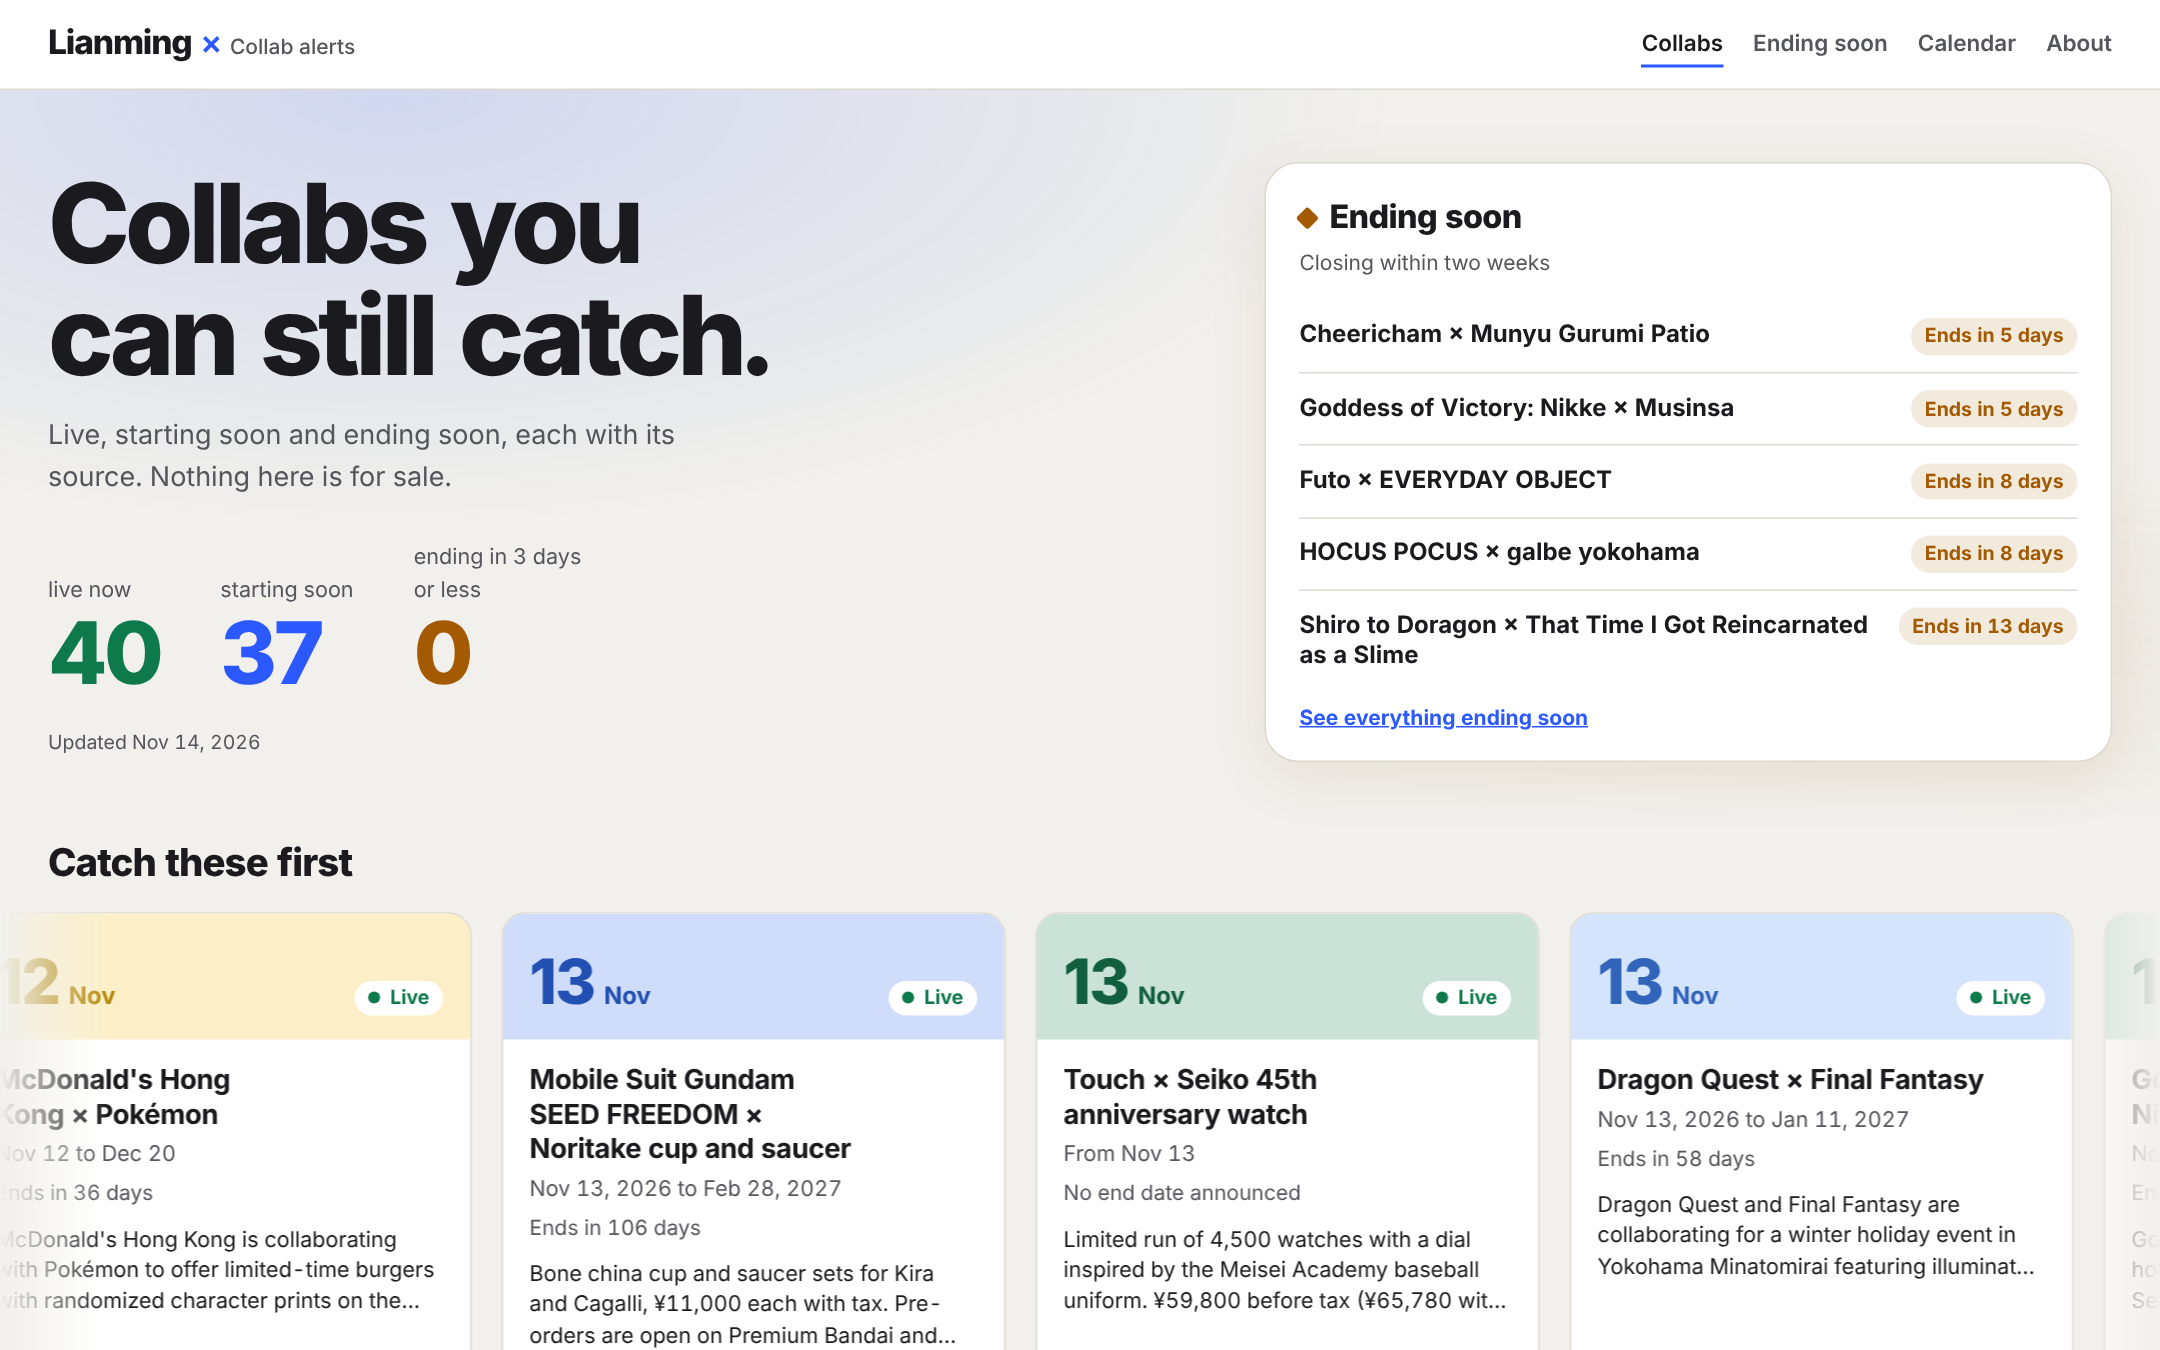 Lianming × Collab alerts
Collabs Ending soon Calendar About
Collabs you
can still catch.
Live, starting soon and ending soon, each with its
source. Nothing here is for sale.
live now
40
starting soon
37
ending in 3 days
or less
0
Updated Nov 14, 2026
Ending soon
Closing within two weeks
Cheericham × Munyu Gurumi Patio Ends in 5 days
Goddess of Victory: Nikke × Musinsa Ends in 5 days
Futo × EVERYDAY OBJECT Ends in 8 days
HOCUS POCUS × galbe yokohama Ends in 8 days
Shiro to Doragon × That Time I Got Reincarnated Ends in 13 days
as a Slime
See everything ending soon
Catch these first
12 Nov Live
McDonald's Hong
Kong × Pokémon
Nov 12 to Dec 20
Ends in 36 days
McDonald's Hong Kong is collaborating
with Pokémon to offer limited-time burgers
with randomized character prints on the...
13 Nov Live
Mobile Suit Gundam
SEED FREEDOM ×
Noritake cup and saucer
Nov 13, 2026 to Feb 28, 2027
Ends in 106 days
Bone china cup and saucer sets for Kira
and Cagalli, ¥11,000 each with tax. Pre-
orders are open on Premium Bandai and...
13 Nov Live
Touch × Seiko 45th
anniversary watch
From Nov 13
No end date announced
Limited run of 4,500 watches with a dial
inspired by the Meisei Academy baseball
uniform. ¥59,800 before tax (¥65,780 wit...
13 Nov Live
Dragon Quest × Final Fantasy
Nov 13, 2026 to Jan 11, 2027
Ends in 58 days
Dragon Quest and Final Fantasy are
collaborating for a winter holiday event in
Yokohama Minatomirai featuring illuminat...